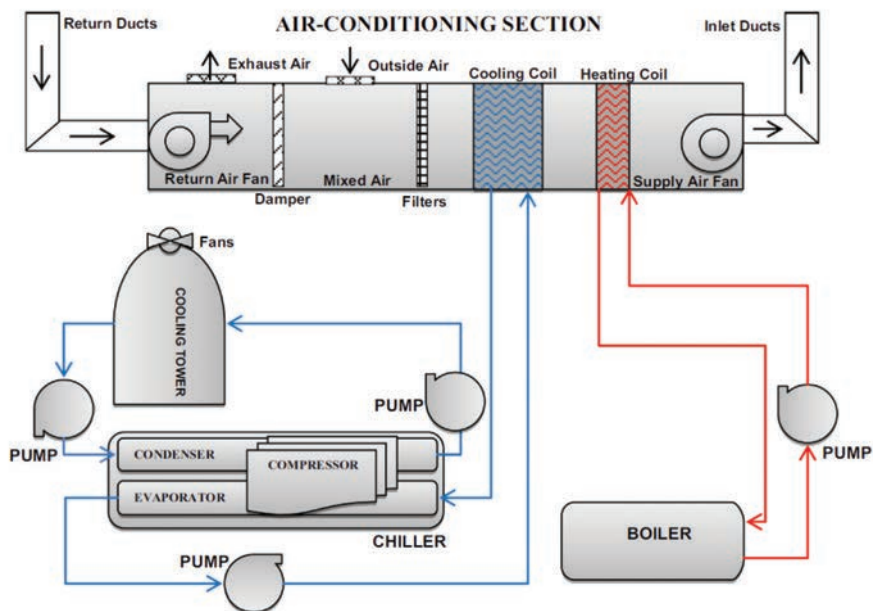 Return Ducts
AIR-CONDITIONING SECTION
Inlet Ducts
Exhaust Air
Outside Air
Cooling Coil
Heating Coil
Return Air Fan
Mixed Air
Supply Air Fan
Damper
Filters
Fans
COOLING TOWER
PUMP
PUMP
PUMP
CONDENSER
COMPRESSOR
EVAPORATOR
CHILLER
BOILER
PUMP